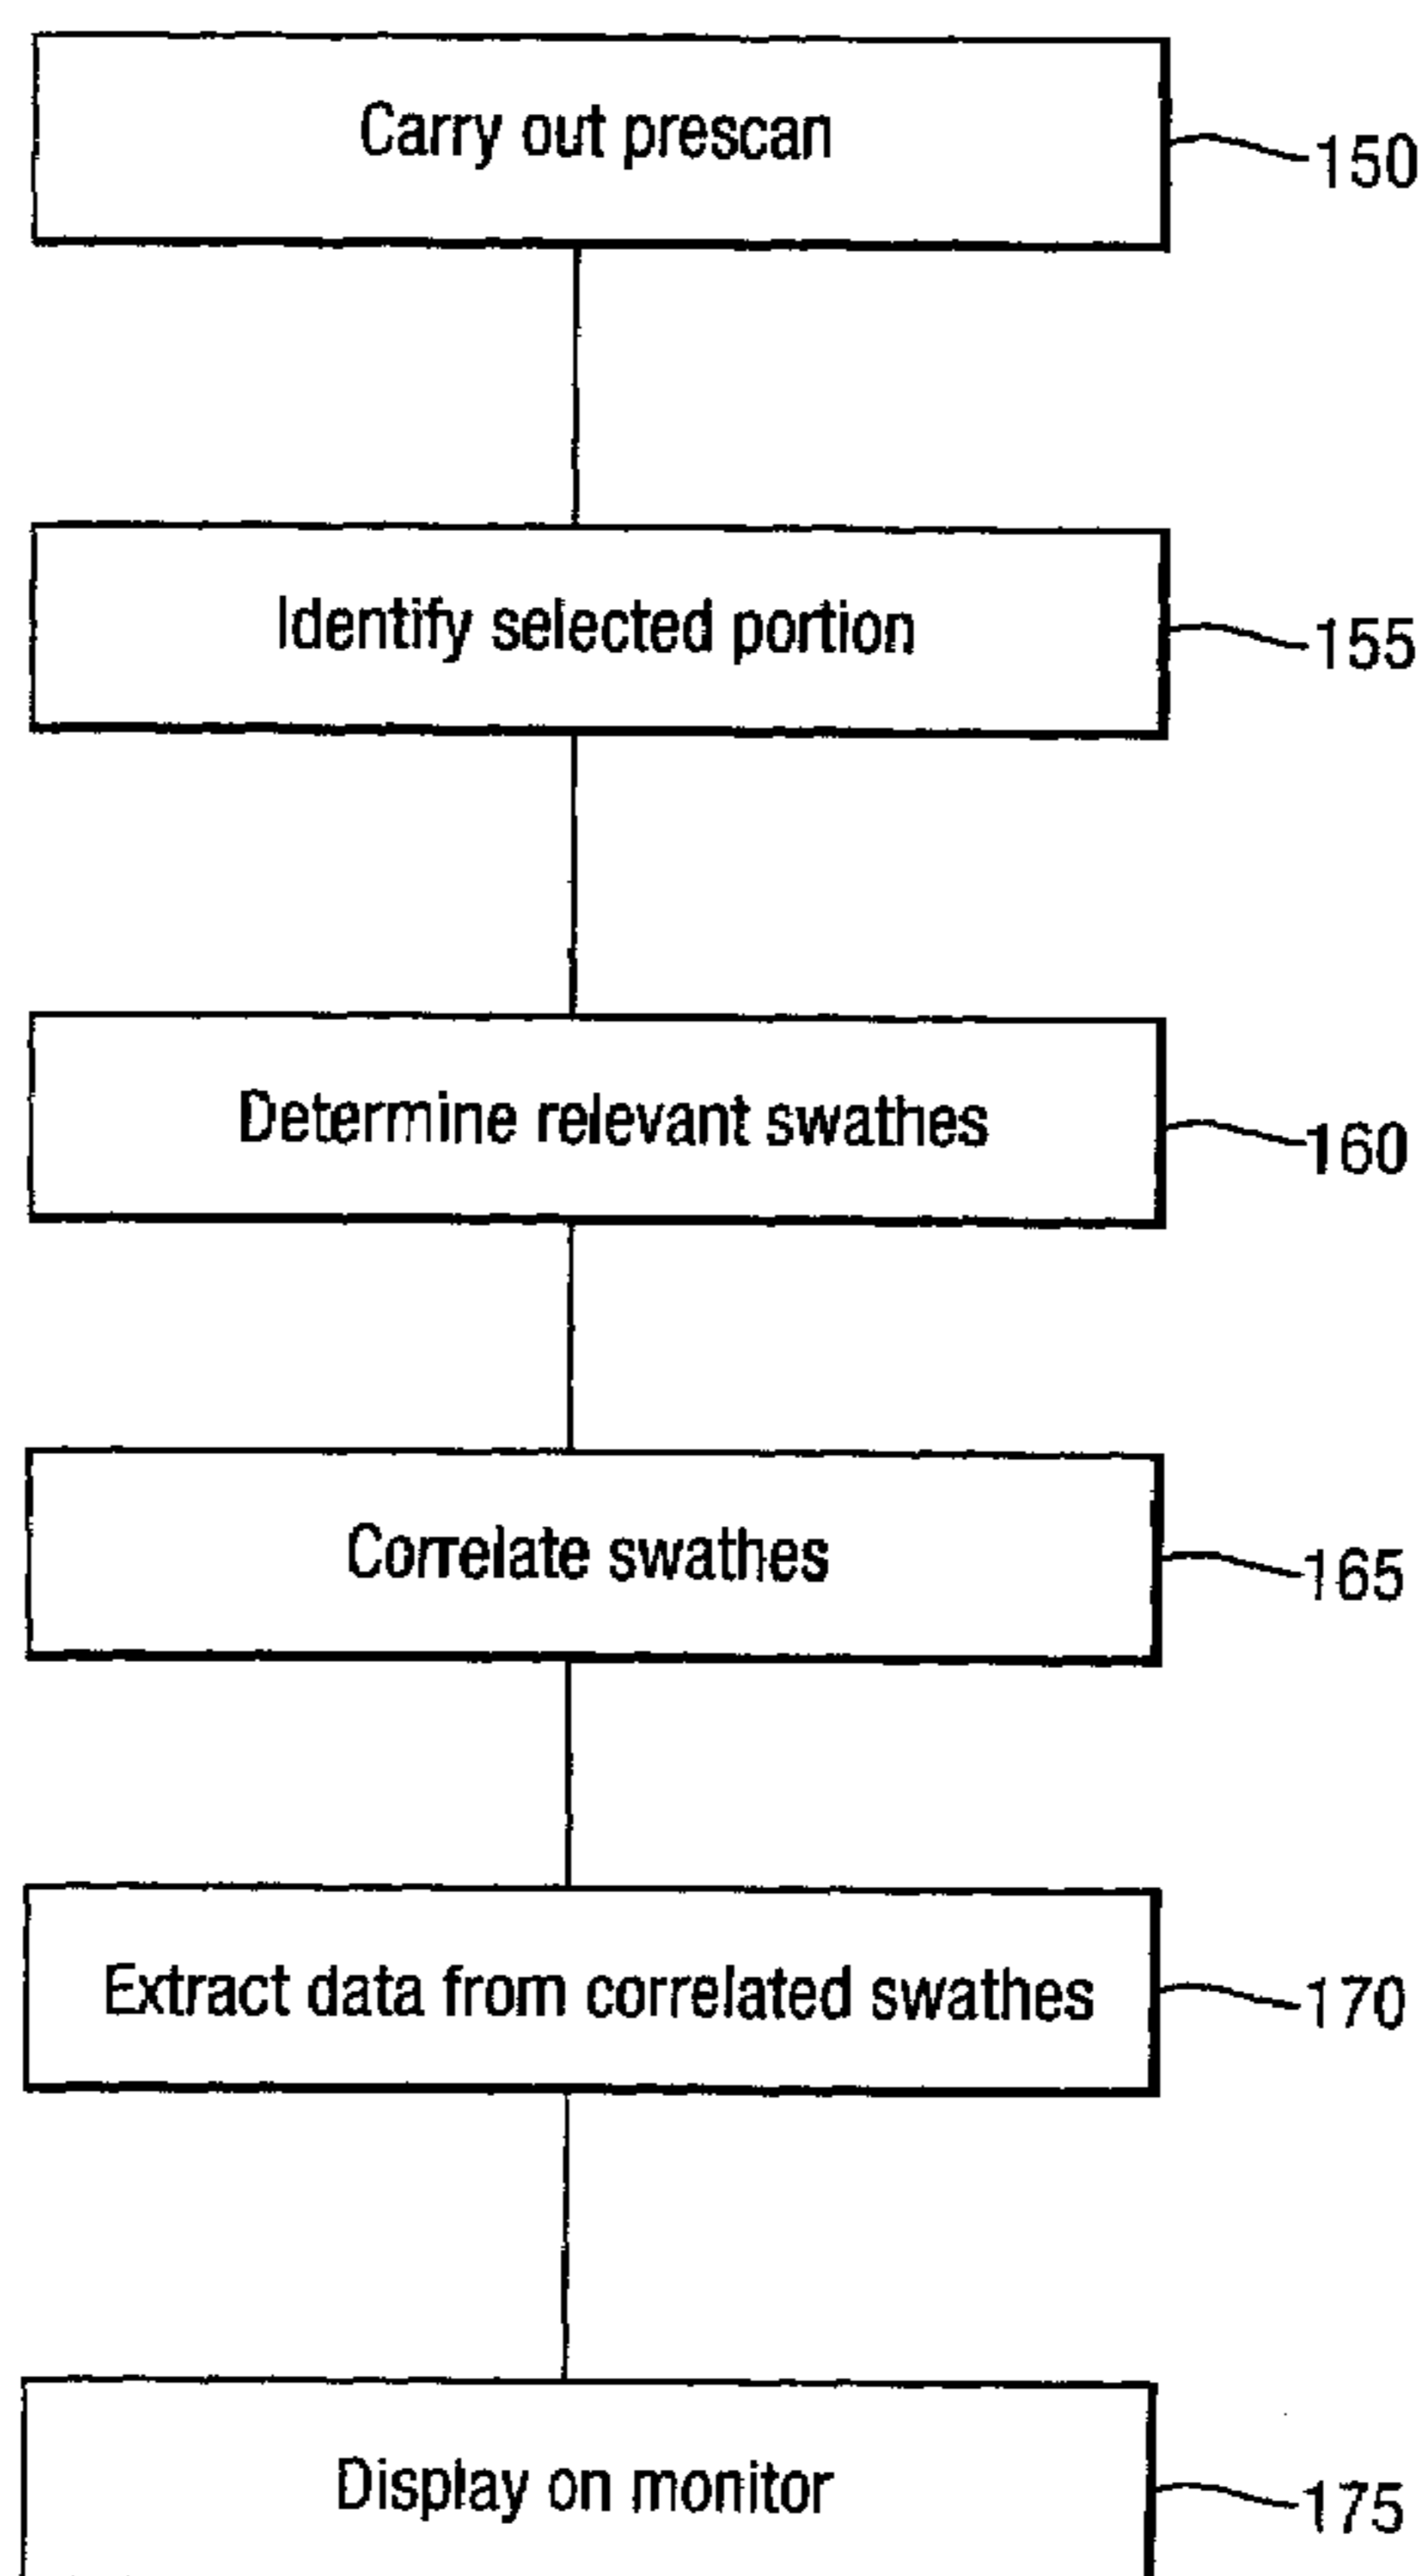 Carry out prescan
150
Identify selected portion
155
Determine relevant swathes
160
Correlate swathes
165
Extract data from correlated swathes
170
Display on monitor
175